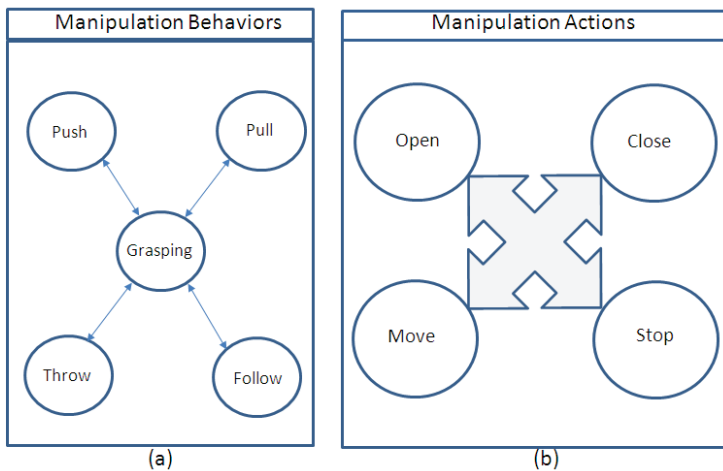 Manipulation Behaviors
Push
Pull
Grasping
Throw
Follow
(a)
Manipulation Actions
Open
Close
Move
Stop
(b)